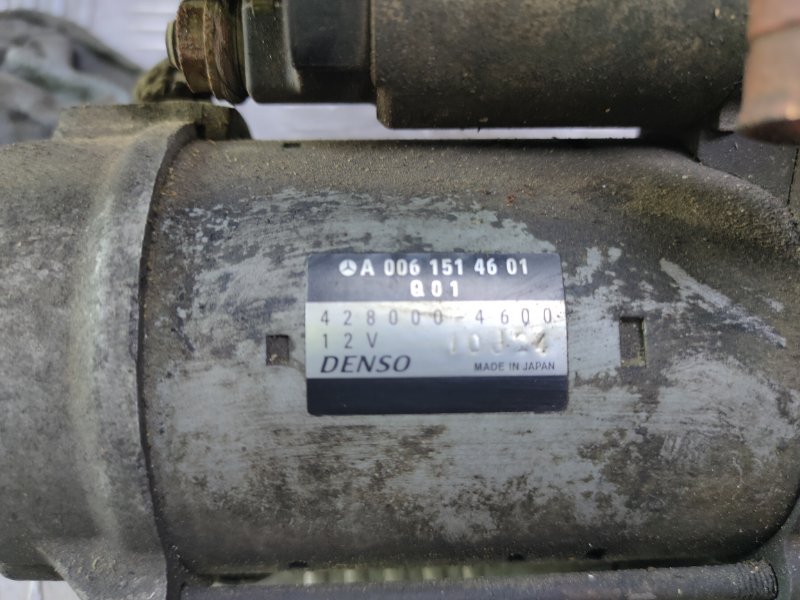 A 006 151 46 01
Q01
428000-4600
12V
DENSO MADE IN JAPAN